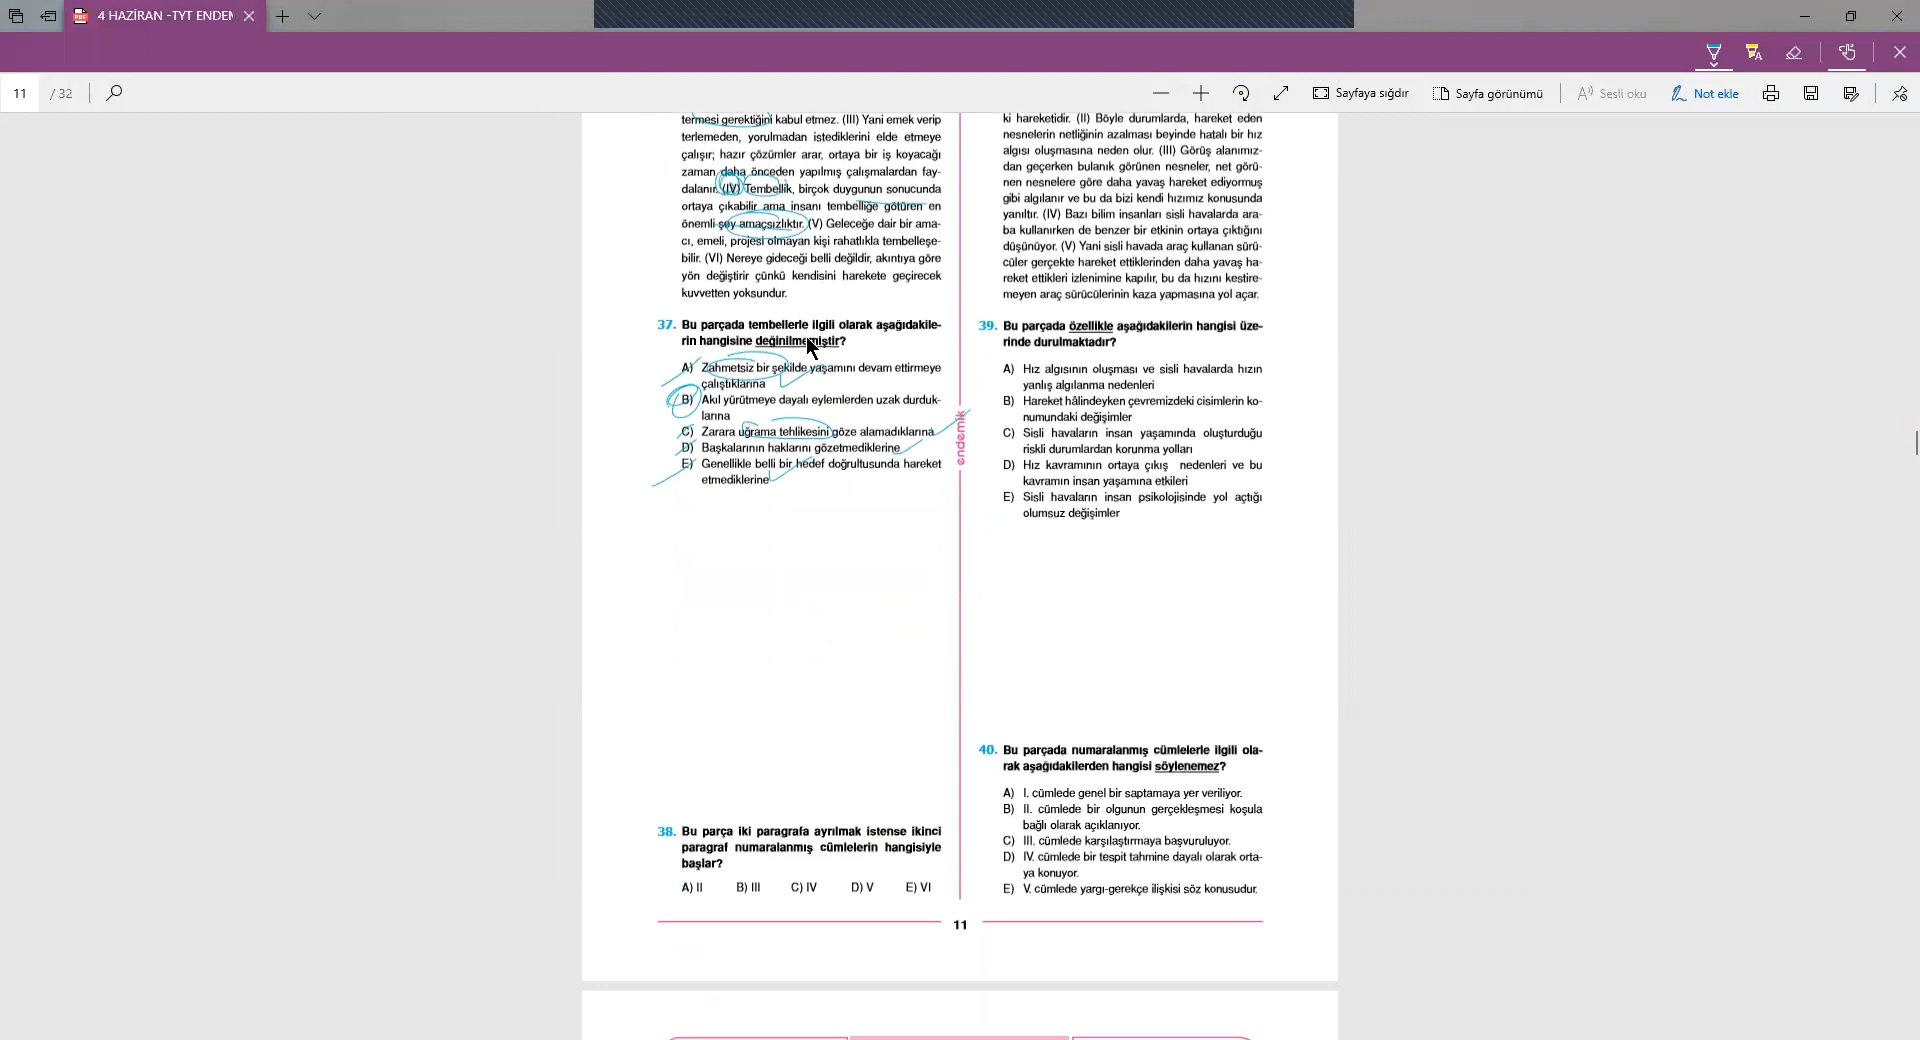 4 HAZİRAN -TYT ENDEM
11 / 32
Sayfaya sığdır
Sayfa görünümü
Sesli oku
Not ekle
termesi gerektiğini kabul etmez. (III) Yani emek verip
terlemeden, yorulmadan istediklerini elde etmeye
çalışır; hazır çözümler arar, ortaya bir iş koyacağı
zaman daha önceden yapılmış çalışmalardan fay-
dalanır. (IV) Tembellik, birçok duygunun sonucunda
ortaya çıkabilir ama insanı tembelliğe götüren en
önemli şey amaçsızlıktır. (V) Geleceğe dair bir ama-
cı, emeli, projesi olmayan kişi rahatlıkla tembelleşe-
bilir. (VI) Nereye gideceği belli değildir, akıntıya göre
yön değiştirir çünkü kendisini harekete geçirecek
kuvvetten yoksundur.
37. Bu parçada tembellerle ilgili olarak aşağıdakile-
rin hangisine değinilmemiştir?
A) Zahmetsiz bir şekilde yaşamını devam ettirmeye
çalıştıklarına
B) Akıl yürütmeye dayalı eylemlerden uzak durduk-
larına
C) Zarara uğrama tehlikesini göze alamadıklarına
D) Başkalarının haklarını gözetmediklerine
E) Genellikle belli bir hedef doğrultusunda hareket
etmediklerine
38. Bu parça iki paragrafa ayrılmak istense ikinci
paragraf numaralanmış cümlelerin hangisiyle
başlar?
A) II B) III C) IV D) V E) VI
endemik
ki hareketidir. (II) Böyle durumlarda, hareket eden
nesnelerin netliğinin azalması beyinde hatalı bir hız
algısı oluşmasına neden olur. (III) Görüş alanımız-
dan geçerken bulanık görünen nesneler, net görü-
nen nesnelere göre daha yavaş hareket ediyormuş
gibi algılanır ve bu da bizi kendi hızımız konusunda
yanıltır. (IV) Bazı bilim insanları sisli havalarda ara-
ba kullanırken de benzer bir etkinin ortaya çıktığını
düşünüyor. (V) Yani sisli havada araç kullanan sürü-
cüler gerçekte hareket ettiklerinden daha yavaş ha-
reket ettikleri izlenimine kapılır, bu da hızını kestire-
meyen araç sürücülerinin kaza yapmasına yol açar.
39. Bu parçada özellikle aşağıdakilerin hangisi üze-
rinde durulmaktadır?
A) Hız algısının oluşması ve sisli havalarda hızın
yanlış algılanma nedenleri
B) Hareket hâlindeyken çevremizdeki cisimlerin ko-
numundaki değişimler
C) Sisli havaların insan yaşamında oluşturduğu
riskli durumlardan korunma yolları
D) Hız kavramının ortaya çıkış nedenleri ve bu
kavramın insan yaşamına etkileri
E) Sisli havaların insan psikolojisinde yol açtığı
olumsuz değişimler
40. Bu parçada numaralanmış cümlelerle ilgili ola-
rak aşağıdakilerden hangisi söylenemez?
A) I. cümlede genel bir saptamaya yer veriliyor.
B) II. cümlede bir olgunun gerçekleşmesi koşula
bağlı olarak açıklanıyor.
C) III. cümlede karşılaştırmaya başvuruluyor.
D) IV. cümlede bir tespit tahmine dayalı olarak orta-
ya konuyor.
E) V. cümlede yargı-gerekçe ilişkisi söz konusudur.
11